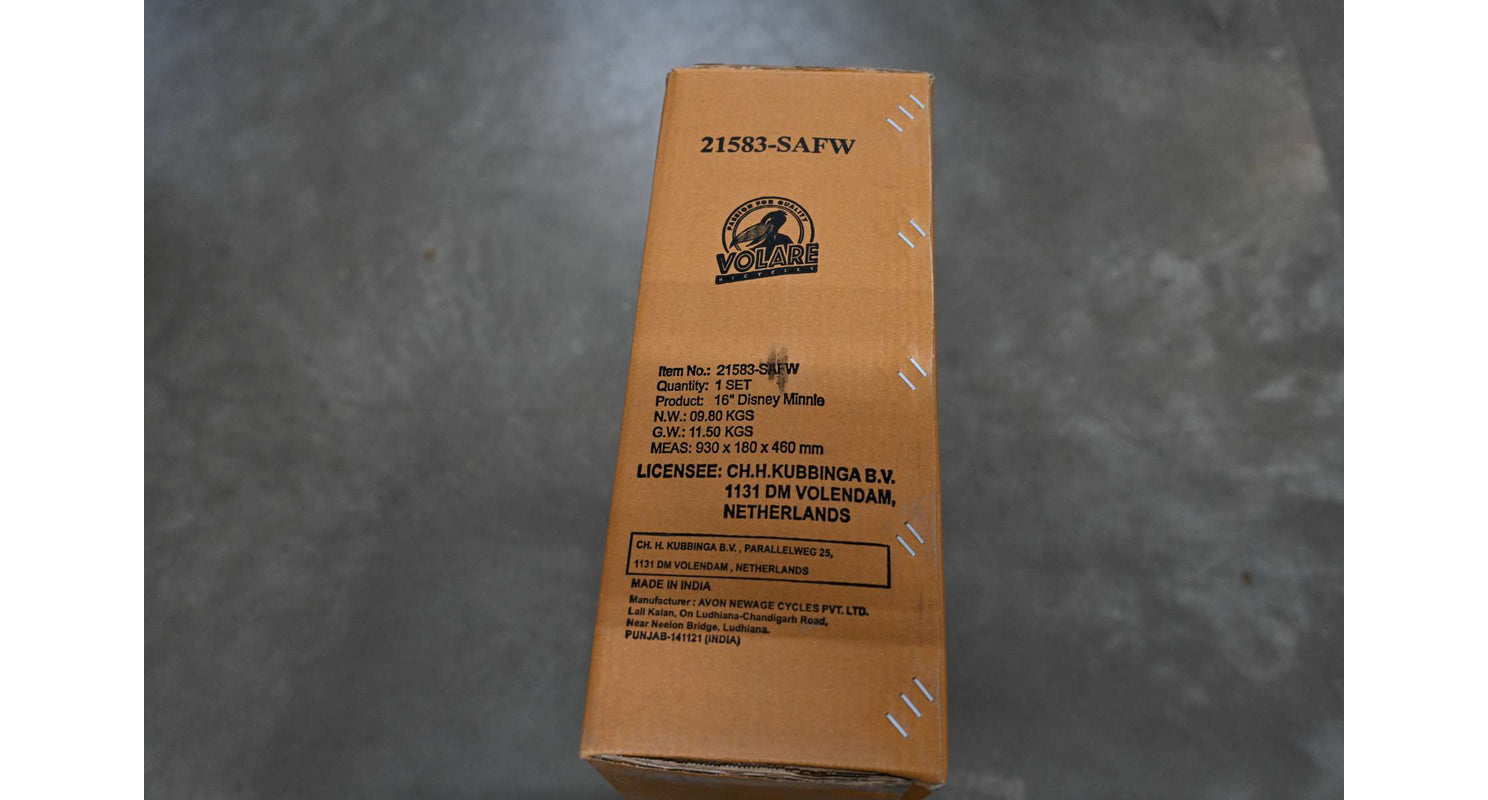 21583-SAFW
PASSION FOR QUALITY
VOLARE
BICYCLES
Item No.: 21583-SAFW
Quantity: 1 SET
Product: 16" Disney Minnie
N.W.: 09.80 KGS
G.W.: 11.50 KGS
MEAS: 930 x 180 x 460 mm
LICENSEE: CH.H.KUBBINGA B.V.
1131 DM VOLENDAM,
NETHERLANDS
CH. H. KUBBINGA B.V. , PARALLELWEG 25,
1131 DM VOLENDAM , NETHERLANDS
MADE IN INDIA
Manufacturer : AVON NEWAGE CYCLES PVT. LTD.
Lall Kalan, On Ludhiana-Chandigarh Road,
Near Neelon Bridge, Ludhiana.
PUNJAB-141121 (INDIA)